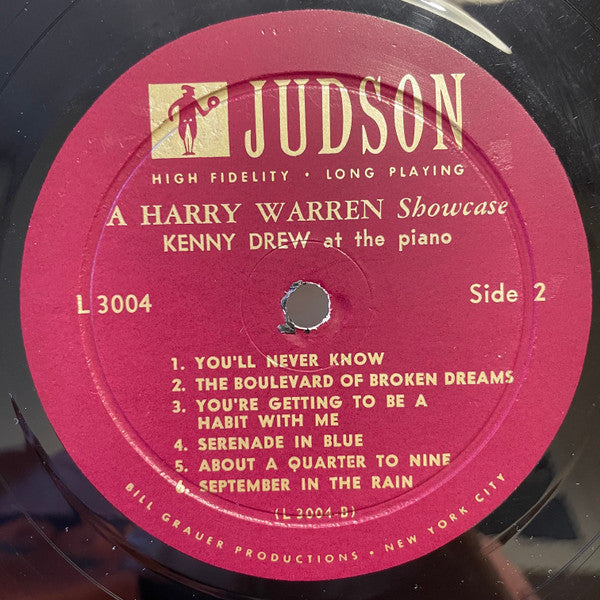 JUDSON
HIGH FIDELITY • LONG PLAYING
A HARRY WARREN Showcase
KENNY DREW at the piano
L 3004 Side 2
1. YOU'LL NEVER KNOW
2. THE BOULEVARD OF BROKEN DREAMS
3. YOU'RE GETTING TO BE A
HABIT WITH ME
4. SERENADE IN BLUE
5. ABOUT A QUARTER TO NINE
6. SEPTEMBER IN THE RAIN
(L 3004-B)
BILL GRAUER PRODUCTIONS • NEW YORK CITY